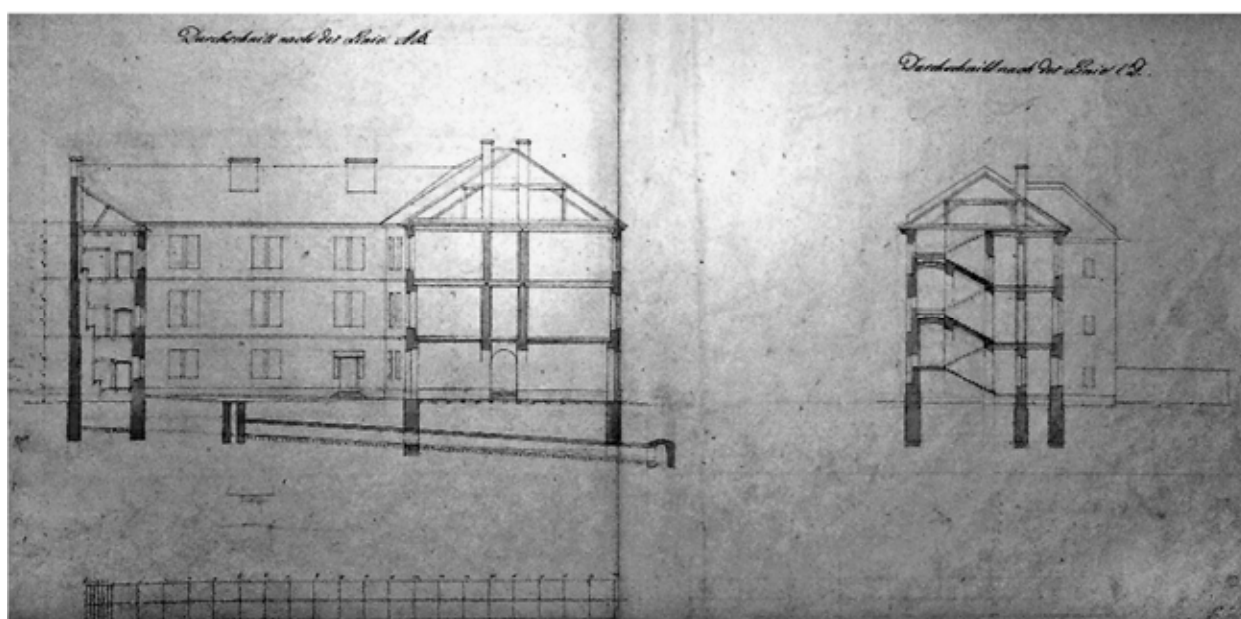 Durchschnitt nach der Linie AB.
Durchschnitt nach der Linie CD.